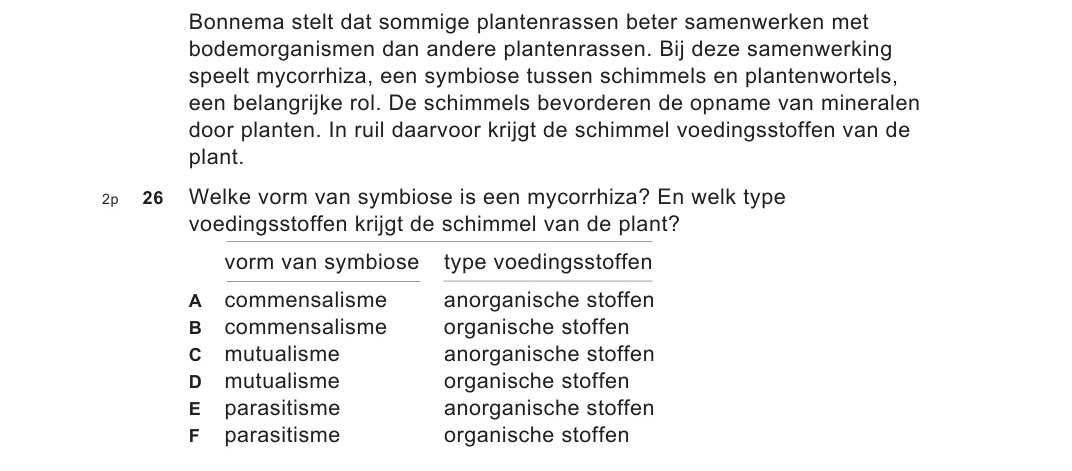 Bonnema stelt dat sommige plantenrassen beter samenwerken met
bodemorganismen dan andere plantenrassen. Bij deze samenwerking
speelt mycorrhiza, een symbiose tussen schimmels en plantenwortels,
een belangrijke rol. De schimmels bevorderen de opname van mineralen
door planten. In ruil daarvoor krijgt de schimmel voedingsstoffen van de
plant.
2p 26 Welke vorm van symbiose is een mycorrhiza? En welk type
voedingsstoffen krijgt de schimmel van de plant?
vorm van symbiose type voedingsstoffen
A commensalisme anorganische stoffen
B commensalisme organische stoffen
C mutualisme anorganische stoffen
D mutualisme organische stoffen
E parasitisme anorganische stoffen
F parasitisme organische stoffen